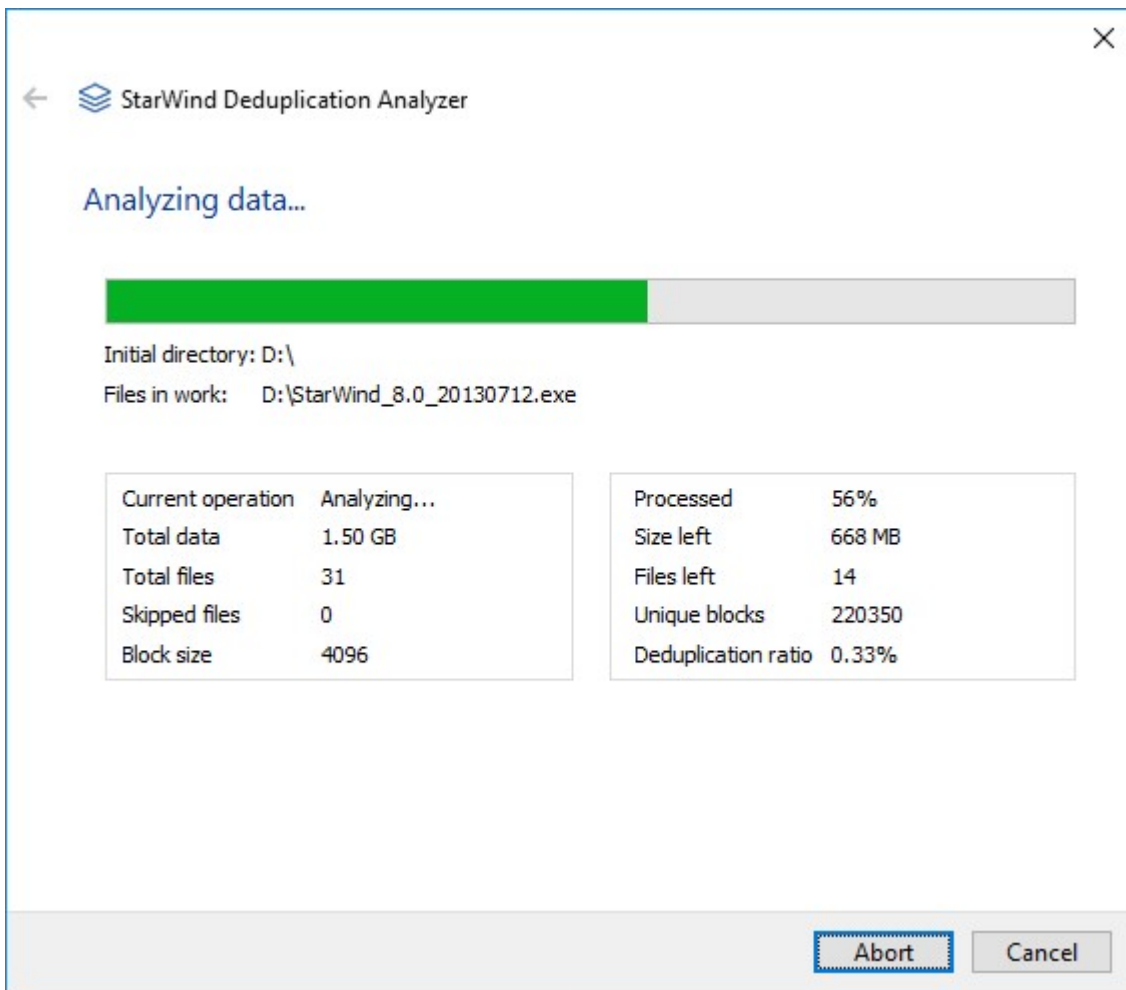 StarWind Deduplication Analyzer
Analyzing data...
Initial directory: D:\
Files in work: D:\StarWind_8.0_20130712.exe
Current operation Analyzing...
Total data 1.50 GB
Total files 31
Skipped files 0
Block size 4096
Processed 56%
Size left 668 MB
Files left 14
Unique blocks 220350
Deduplication ratio 0.33%
Abort Cancel